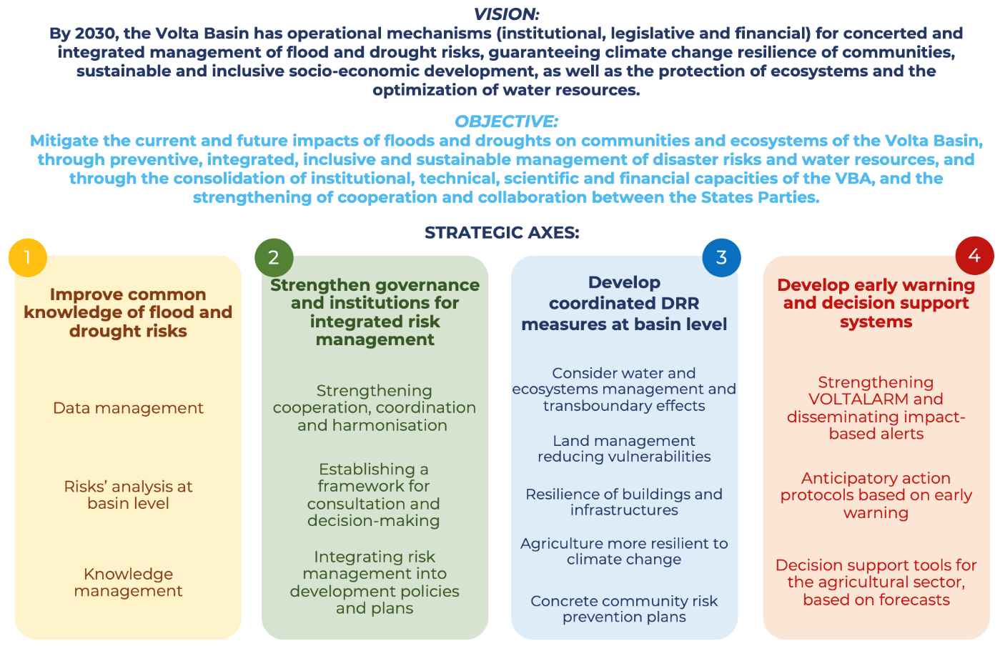 VISION:
By 2030, the Volta Basin has operational mechanisms (institutional, legislative and financial) for concerted and
integrated management of flood and drought risks, guaranteeing climate change resilience of communities,
sustainable and inclusive socio-economic development, as well as the protection of ecosystems and the
optimization of water resources.
OBJECTIVE:
Mitigate the current and future impacts of floods and droughts on communities and ecosystems of the Volta Basin,
through preventive, integrated, inclusive and sustainable management of disaster risks and water resources, and
through the consolidation of institutional, technical, scientific and financial capacities of the VBA, and the
strengthening of cooperation and collaboration between the States Parties.
STRATEGIC AXES:
1
Improve common
knowledge of flood and
drought risks
Data management
Risks’ analysis at
basin level
Knowledge
management
2
Strengthen governance
and institutions for
integrated risk
management
Strengthening
cooperation, coordination
and harmonisation
Establishing a
framework for
consultation and
decision-making
Integrating risk
management into
development policies
and plans
3
Develop
coordinated DRR
measures at basin level
Consider water and
ecosystems management and
transboundary effects
Land management
reducing vulnerabilities
Resilience of buildings and
infrastructures
Agriculture more resilient to
climate change
Concrete community risk
prevention plans
4
Develop early warning
and decision support
systems
Strengthening
VOLTALARM and
disseminating impact-
based alerts
Anticipatory action
protocols based on early
warning
Decision support tools for
the agricultural sector,
based on forecasts